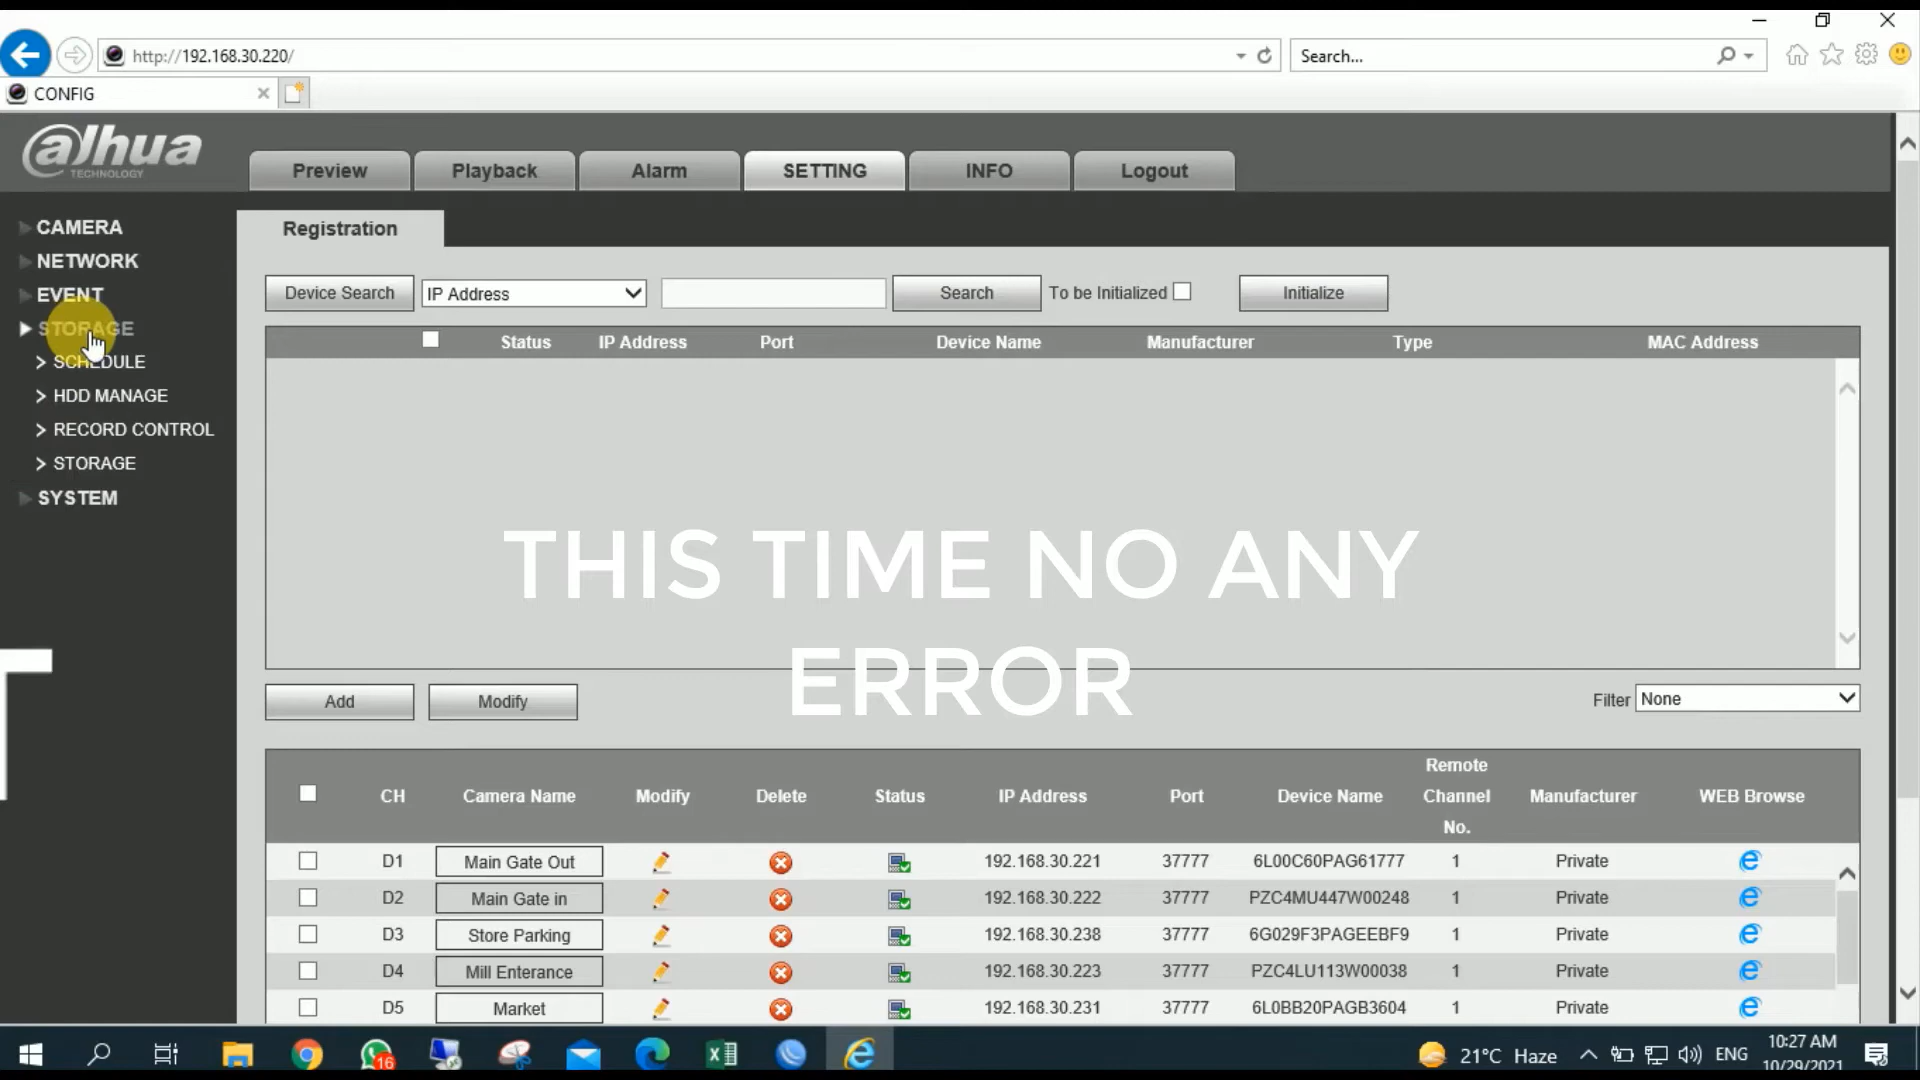 http://192.168.30.220/
Search...
CONFIG
alhua
TECHNOLOGY
Preview
Playback
Alarm
SETTING
INFO
Logout
CAMERA
NETWORK
EVENT
STORAGE
SCHEDULE
HDD MANAGE
RECORD CONTROL
STORAGE
SYSTEM
Registration
Device Search
IP Address
Search
To be Initialized
Initialize
Status IP Address Port Device Name Manufacturer Type MAC Address
THIS TIME NO ANY
ERROR
T
Add
Modify
Filter None
CH Camera Name Modify Delete Status IP Address Port Device Name Remote Channel No. Manufacturer WEB Browse
D1 Main Gate Out 192.168.30.221 37777 6L00C60PAG61777 1 Private
D2 Main Gate in 192.168.30.222 37777 PZC4MU447W00248 1 Private
D3 Store Parking 192.168.30.238 37777 6G029F3PAGEEBF9 1 Private
D4 Mill Enterance 192.168.30.223 37777 PZC4LU113W00038 1 Private
D5 Market 192.168.30.231 37777 6L0BB20PAGB3604 1 Private
16
21°C Haze
ENG
10:27 AM
10/29/2021